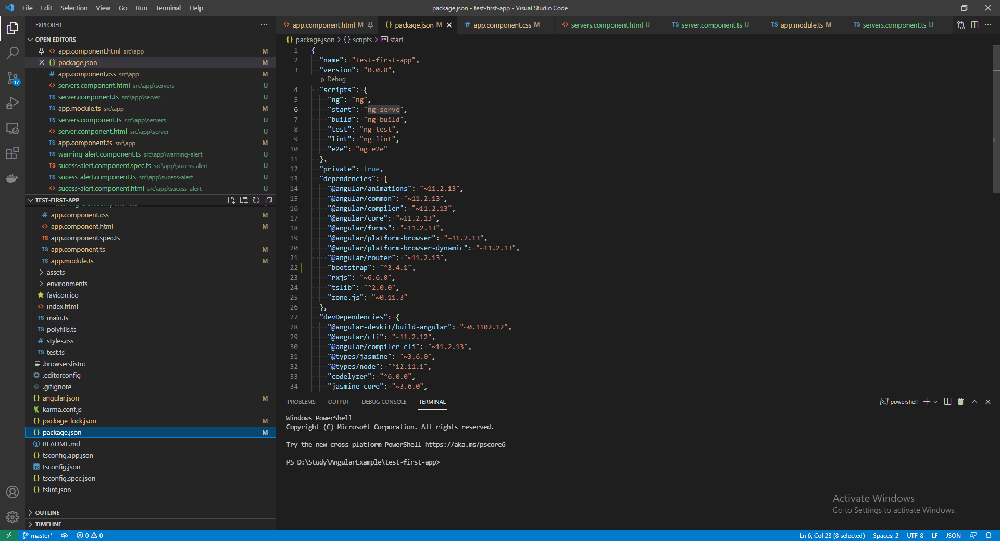 File Edit Selection View Go Run Terminal Help
package.json - test-first-app - Visual Studio Code
EXPLORER
OPEN EDITORS
app.component.html src\app M
package.json M
app.component.css src\app M
servers.component.html src\app\servers U
TS server.component.ts src\app\server U
TS app.module.ts src\app M
TS servers.component.ts src\app\servers U
server.component.html src\app\server U
TS app.component.ts src\app M
TS warning-alert.component.ts src\app\warning-alert U
TS sucess-alert.component.spec.ts src\app\sucess-alert U
TS sucess-alert.component.ts src\app\sucess-alert U
sucess-alert.component.html src\app\sucess-alert U
17
TEST-FIRST-APP
# app.component.css M
<> app.component.html M
TS app.component.spec.ts
TS app.component.ts M
TS app.module.ts M
assets
environments
favicon.ico
<> index.html
TS main.ts
TS polyfills.ts
# styles.css
TS test.ts
.browserslistrc
.editorconfig
.gitignore
{} angular.json M
karma.conf.js
{} package-lock.json M
{} package.json M
README.md
{} tsconfig.app.json
tsconfig.json
{} tsconfig.spec.json
{} tslint.json
OUTLINE
TIMELINE
<> app.component.html M
{} package.json M
# app.component.css M
<> servers.component.html U
TS server.component.ts U
TS app.module.ts M
TS servers.component.ts U
{} package.json > {} scripts > start
1 {
2 "name": "test-first-app",
3 "version": "0.0.0",
Debug
4 "scripts": {
5 "ng": "ng",
6 "start": "ng serve",
7 "build": "ng build",
8 "test": "ng test",
9 "lint": "ng lint",
10 "e2e": "ng e2e"
11 },
12 "private": true,
13 "dependencies": {
14 "@angular/animations": "~11.2.13",
15 "@angular/common": "~11.2.13",
16 "@angular/compiler": "~11.2.13",
17 "@angular/core": "~11.2.13",
18 "@angular/forms": "~11.2.13",
19 "@angular/platform-browser": "~11.2.13",
20 "@angular/platform-browser-dynamic": "~11.2.13",
21 "@angular/router": "~11.2.13",
22 "bootstrap": "^3.4.1",
23 "rxjs": "~6.6.0",
24 "tslib": "^2.0.0",
25 "zone.js": "~0.11.3"
26 },
27 "devDependencies": {
28 "@angular-devkit/build-angular": "~0.1102.12",
29 "@angular/cli": "~11.2.12",
30 "@angular/compiler-cli": "~11.2.13",
31 "@types/jasmine": "~3.6.0",
32 "@types/node": "^12.11.1",
33 "codelyzer": "^6.0.0",
34 "jasmine-core": "~3.6.0",
PROBLEMS OUTPUT DEBUG CONSOLE TERMINAL
powershell
Windows PowerShell
Copyright (C) Microsoft Corporation. All rights reserved.
Try the new cross-platform PowerShell https://aka.ms/pscore6
PS D:\Study\AngularExample\test-first-app>
Activate Windows
Go to Settings to activate Windows.
master* 0 0
Ln 6, Col 23 (8 selected) Spaces: 2 UTF-8 LF JSON